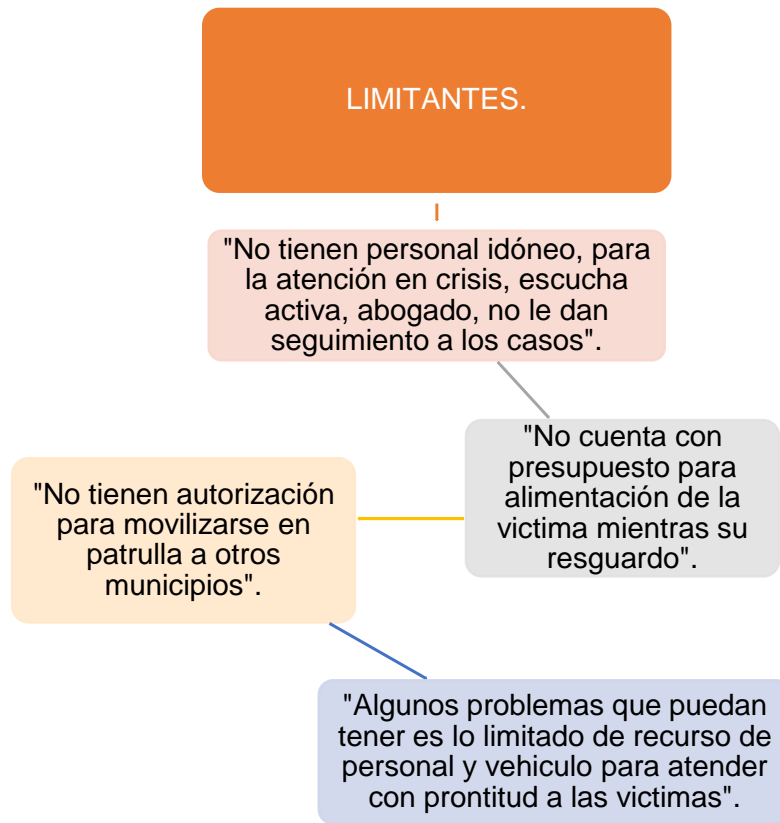 LIMITANTES.
"No tienen personal idóneo, para
la atención en crisis, escucha
activa, abogado, no le dan
seguimiento a los casos".
"No cuenta con
presupuesto para
alimentación de la
victima mientras su
resguardo".
"No tienen autorización
para movilizarse en
patrulla a otros
municipios".
"Algunos problemas que puedan
tener es lo limitado de recurso de
personal y vehiculo para atender
con prontitud a las victimas".